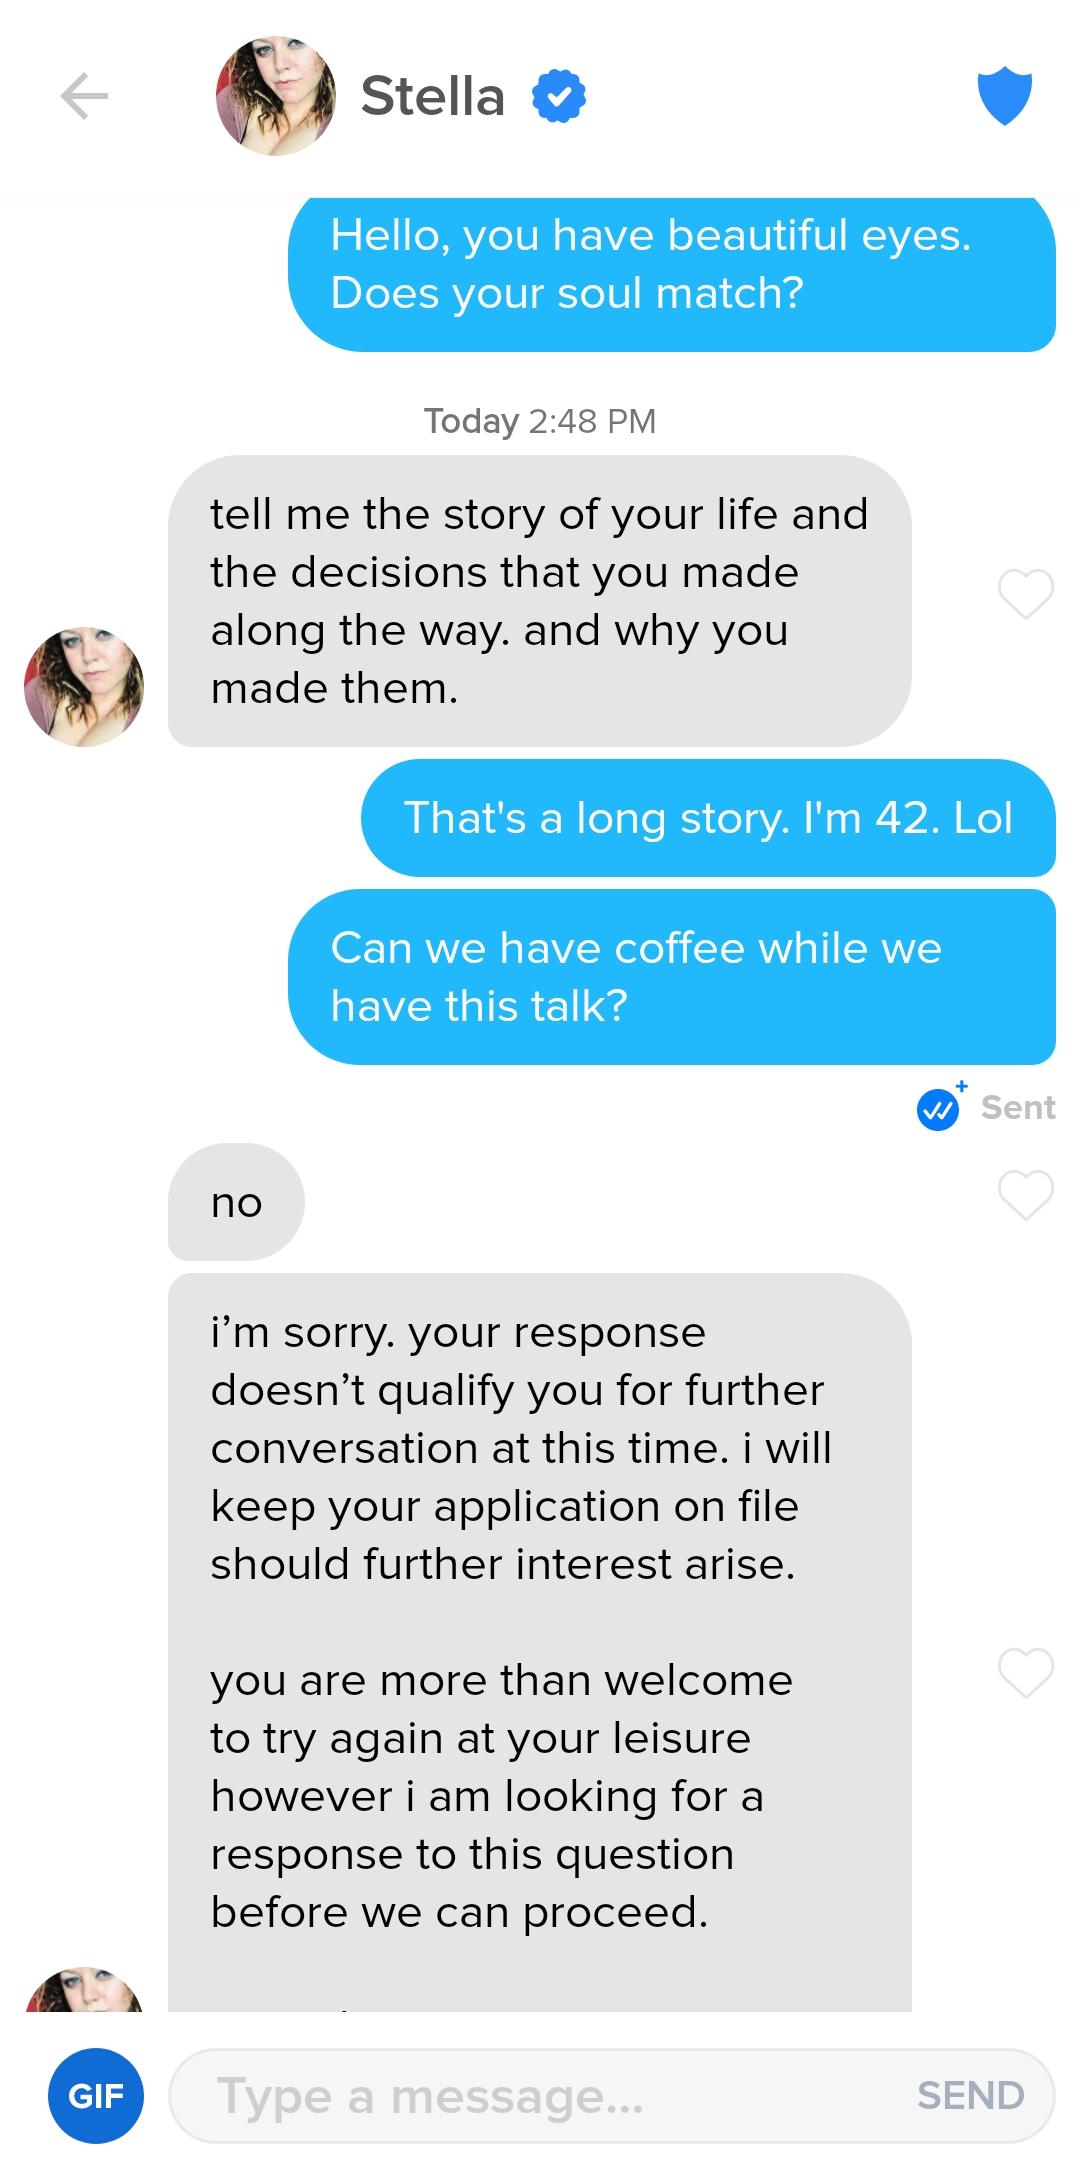 Stella
Hello, you have beautiful eyes.
Does your soul match?
Today 2:48 PM
tell me the story of your life and
the decisions that you made
along the way. and why you
made them.
That's a long story. I'm 42. Lol
Can we have coffee while we
have this talk?
Sent
no
i’m sorry. your response
doesn’t qualify you for further
conversation at this time. i will
keep your application on file
should further interest arise.
you are more than welcome
to try again at your leisure
however i am looking for a
response to this question
before we can proceed.
GIF
Type a message...
SEND